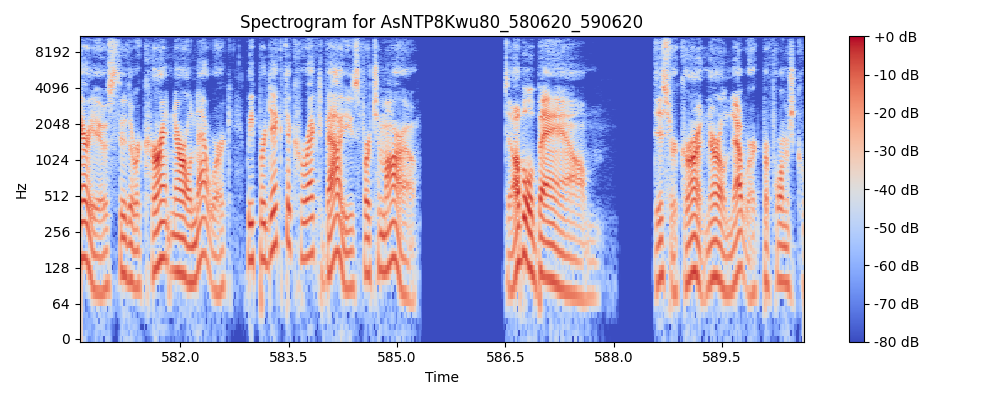 Spectrogram for AsNTP8Kwu80_580620_590620
Hz
8192
4096
2048
1024
512
256
128
64
0
582.0 583.5 585.0 586.5 588.0 589.5
Time
+0 dB
-10 dB
-20 dB
-30 dB
-40 dB
-50 dB
-60 dB
-70 dB
-80 dB